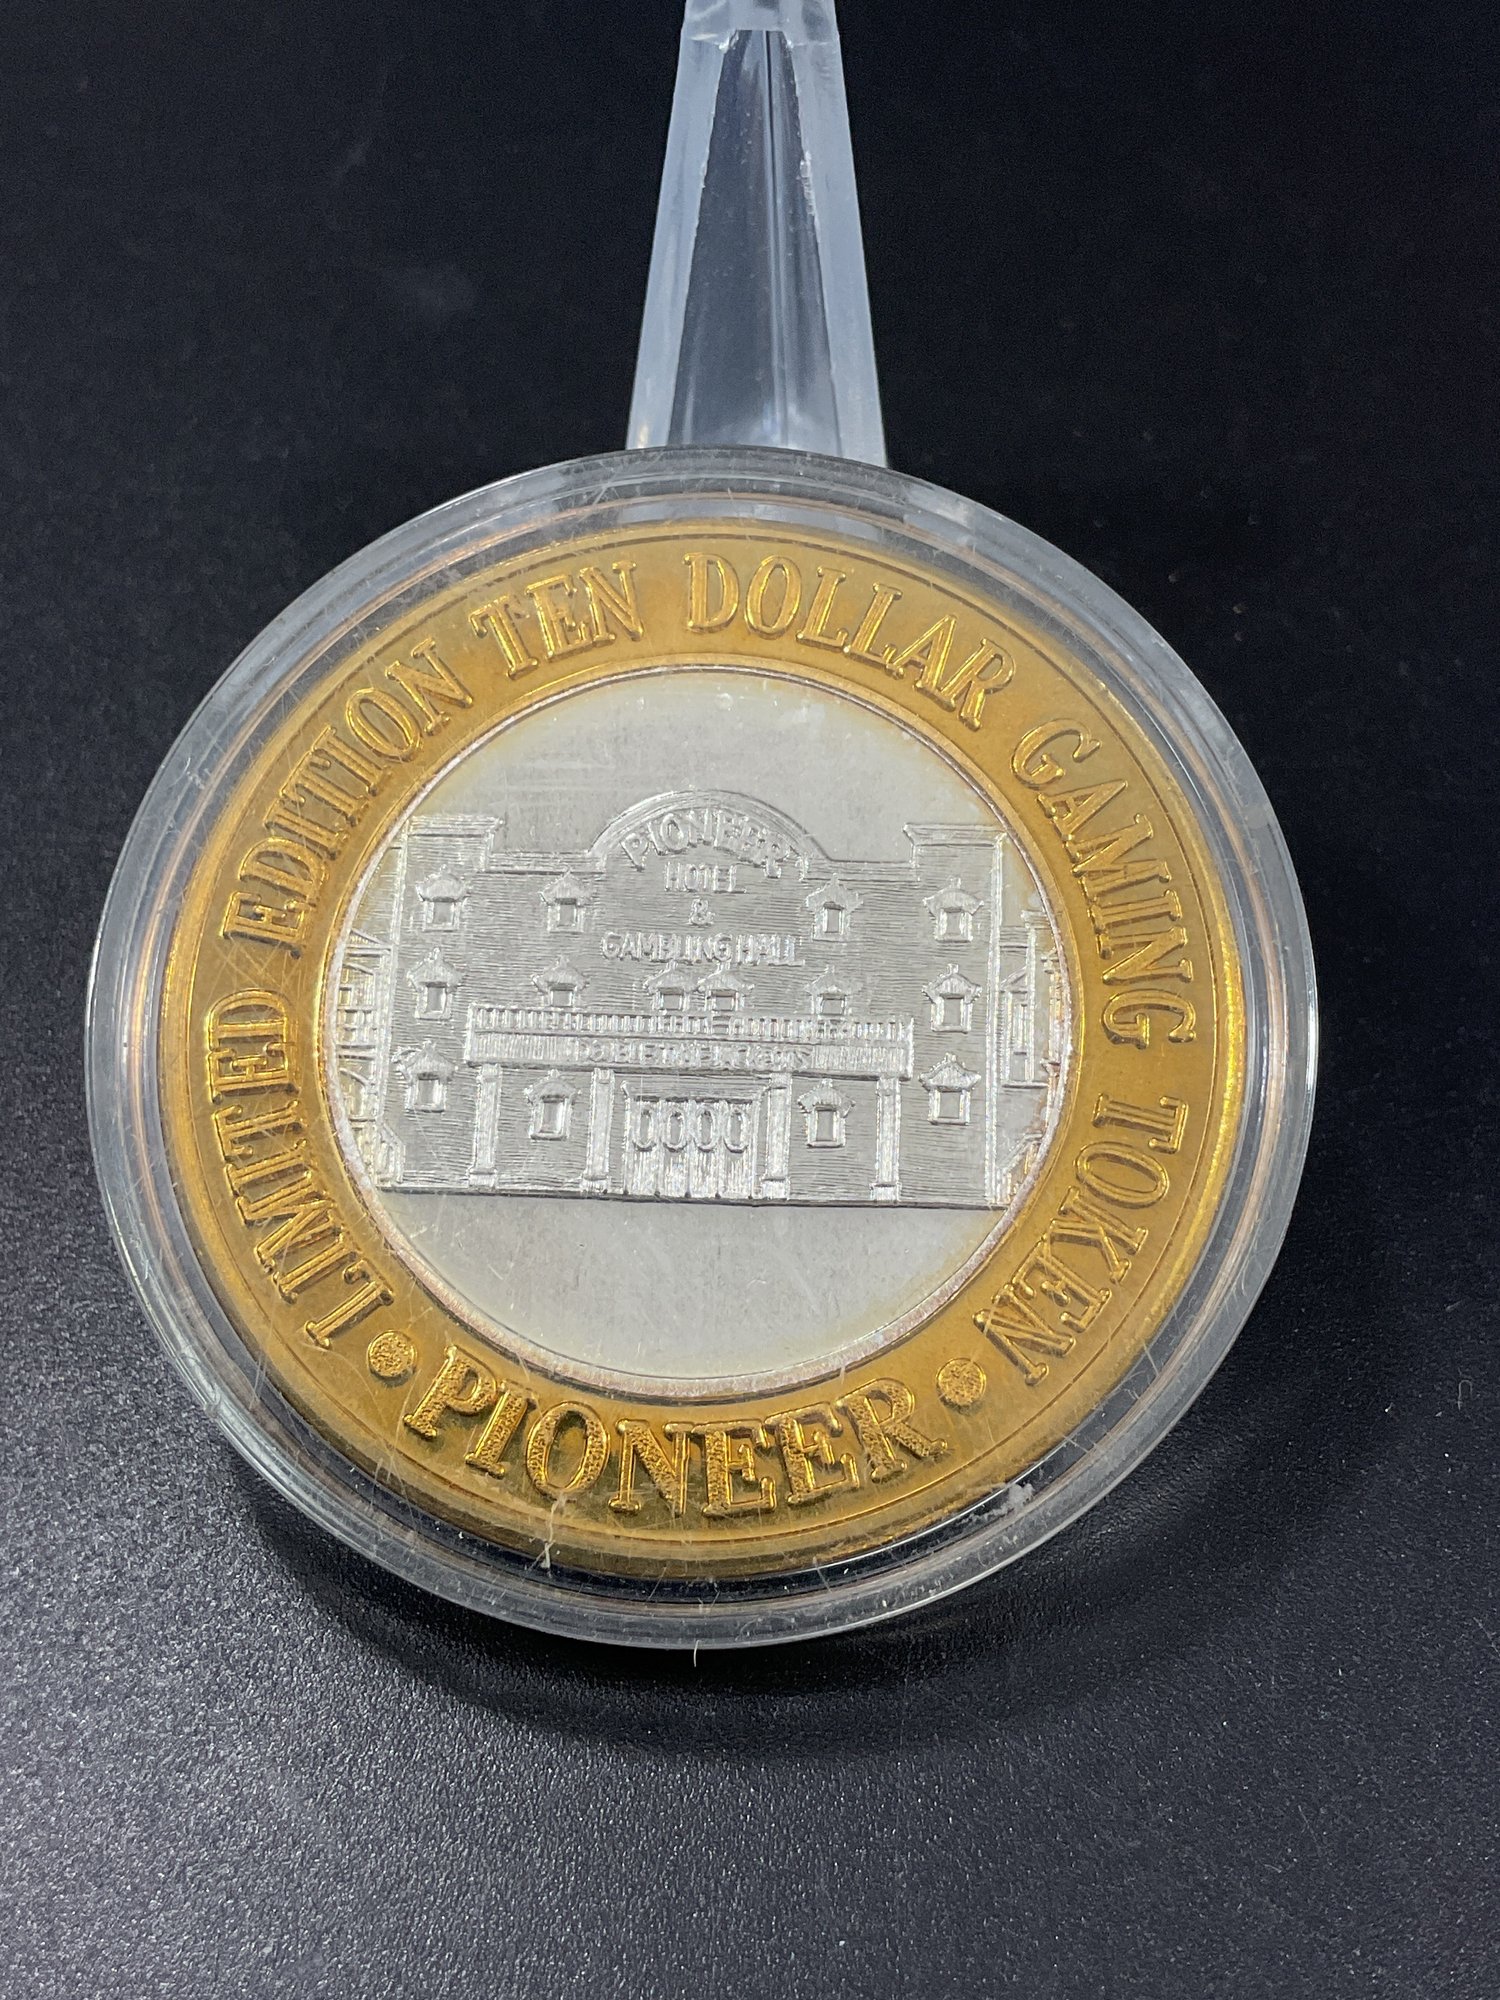 LIMITED EDITION TEN DOLLAR GAMING TOKEN
• PIONEER •
PIONEER
HOTEL
&
GAMBLING HALL